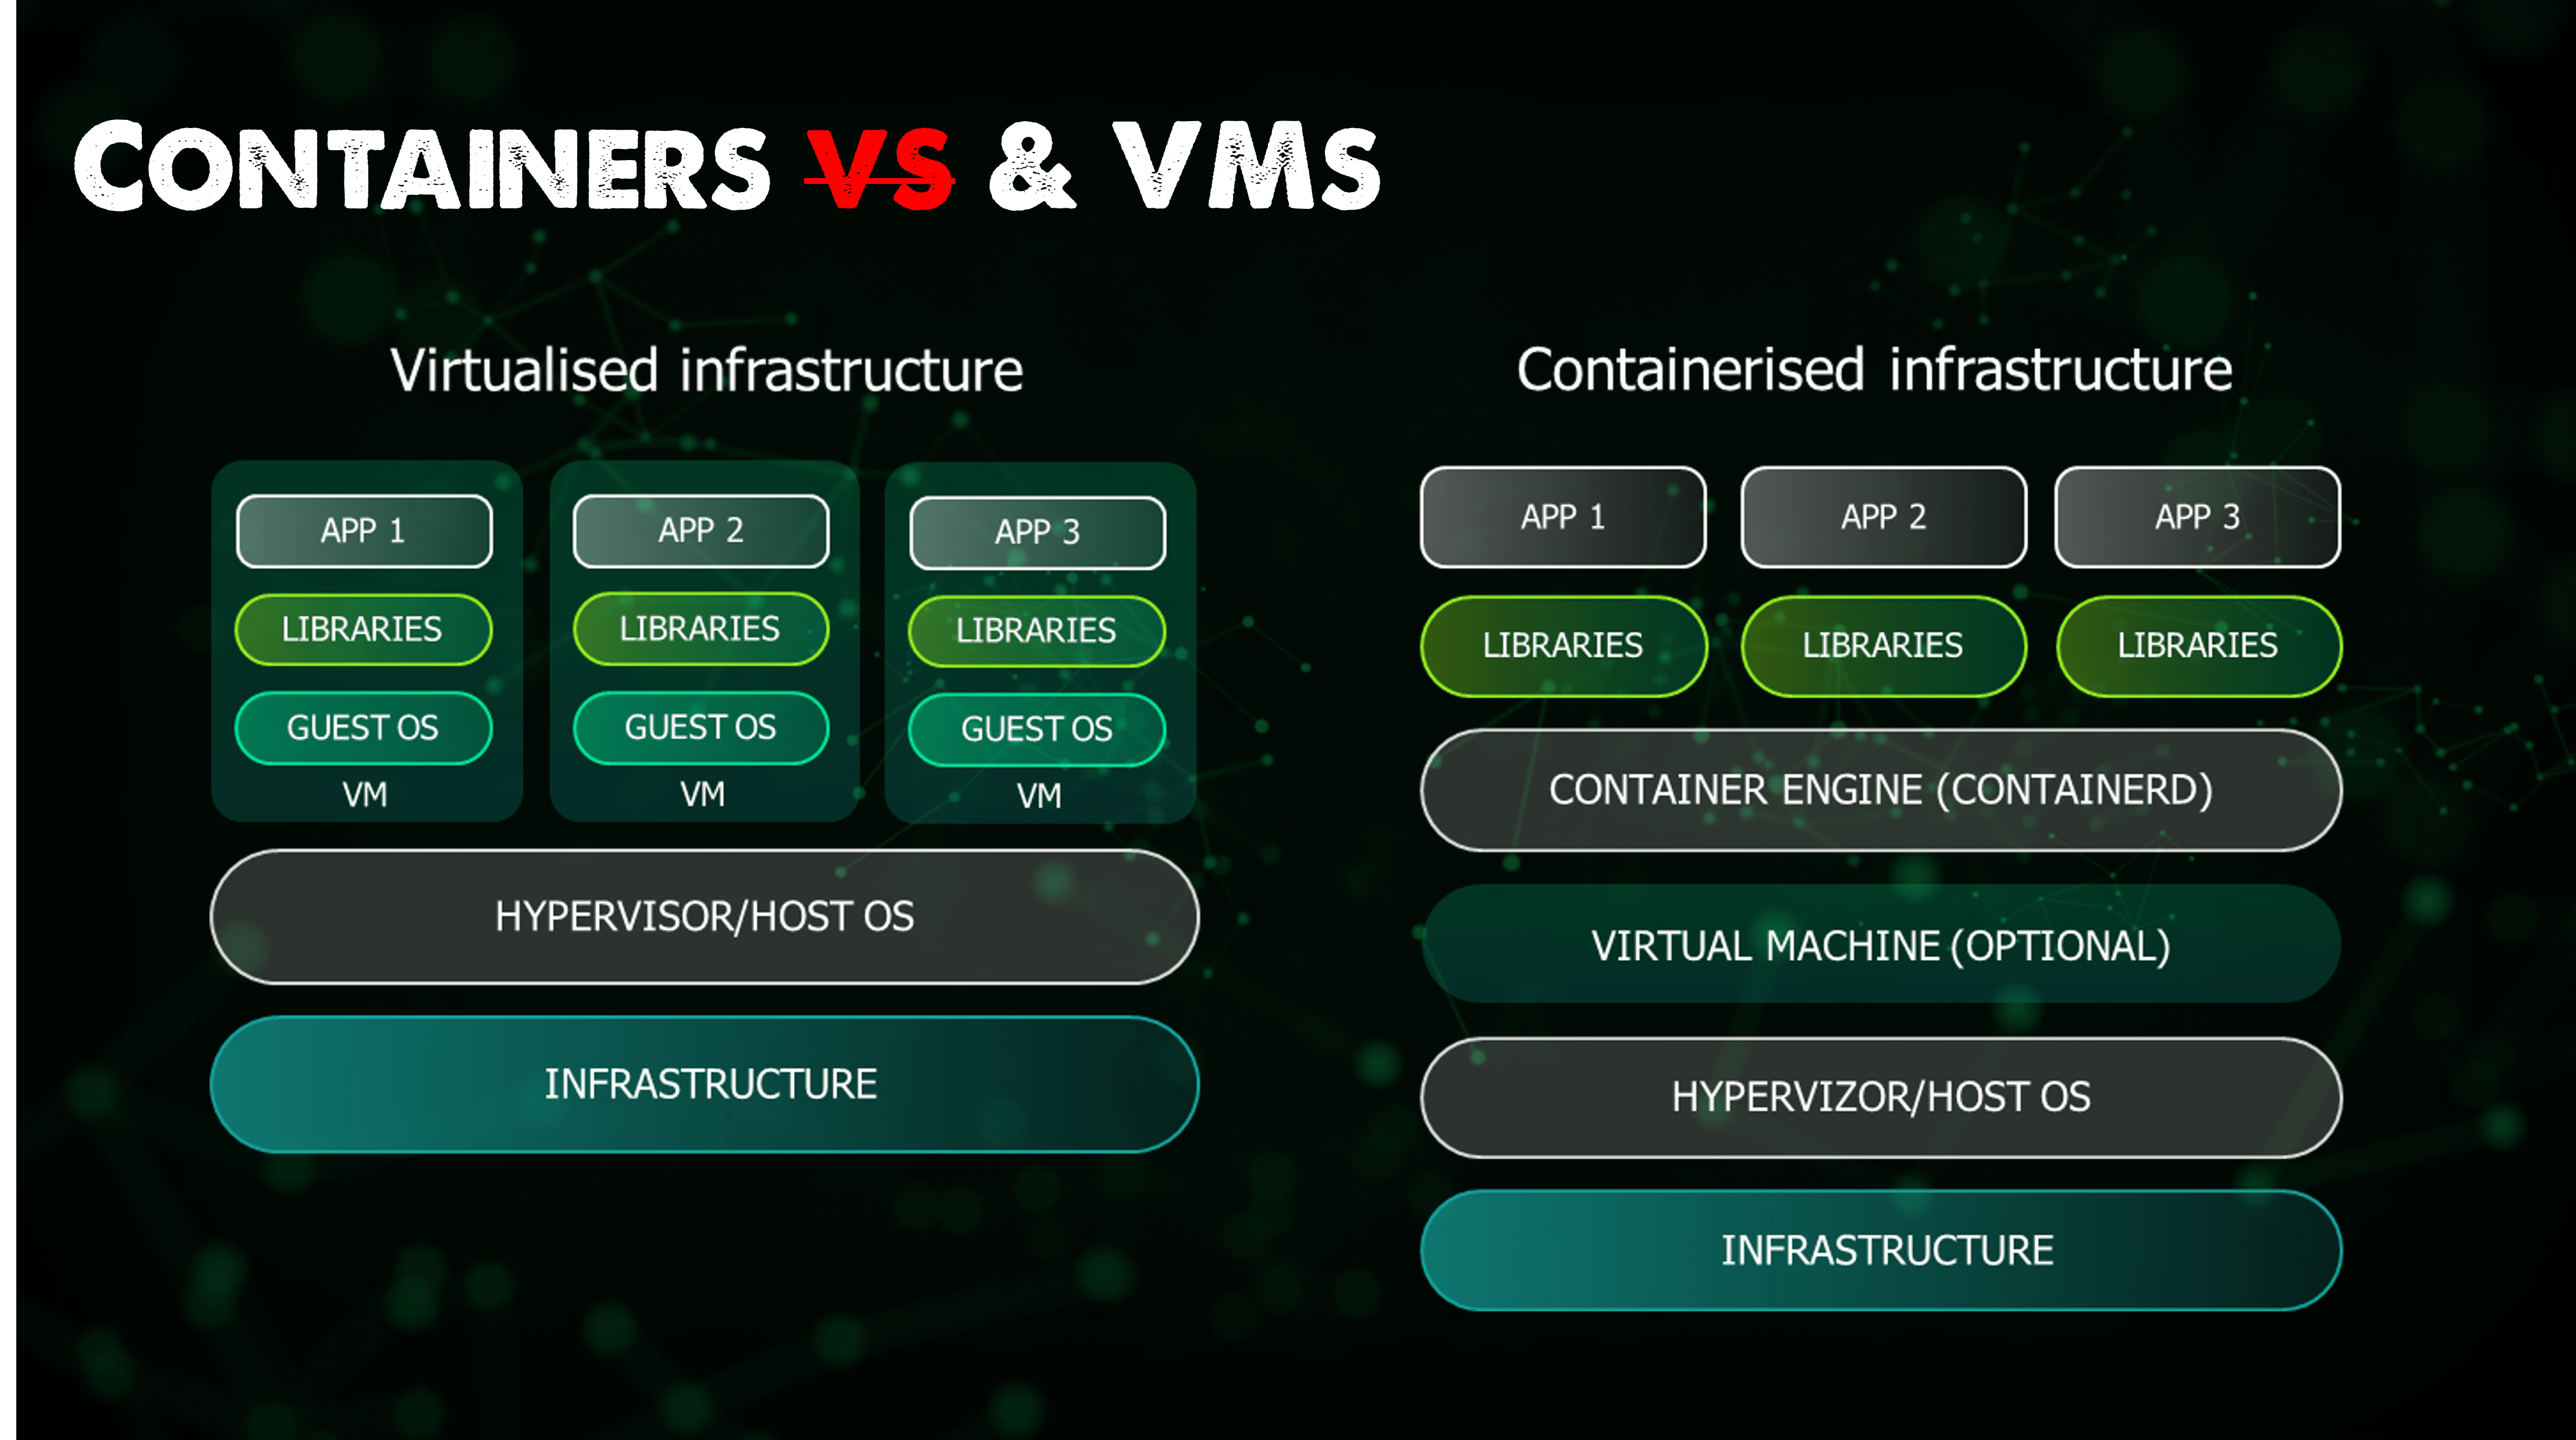 CONTAINERS VS & VMS
Virtualised infrastructure
APP 1
LIBRARIES
GUEST OS
VM
APP 2
LIBRARIES
GUEST OS
VM
APP 3
LIBRARIES
GUEST OS
VM
HYPERVISOR/HOST OS
INFRASTRUCTURE
Containerised infrastructure
APP 1
APP 2
APP 3
LIBRARIES
LIBRARIES
LIBRARIES
CONTAINER ENGINE (CONTAINERD)
VIRTUAL MACHINE (OPTIONAL)
HYPERVIZOR/HOST OS
INFRASTRUCTURE